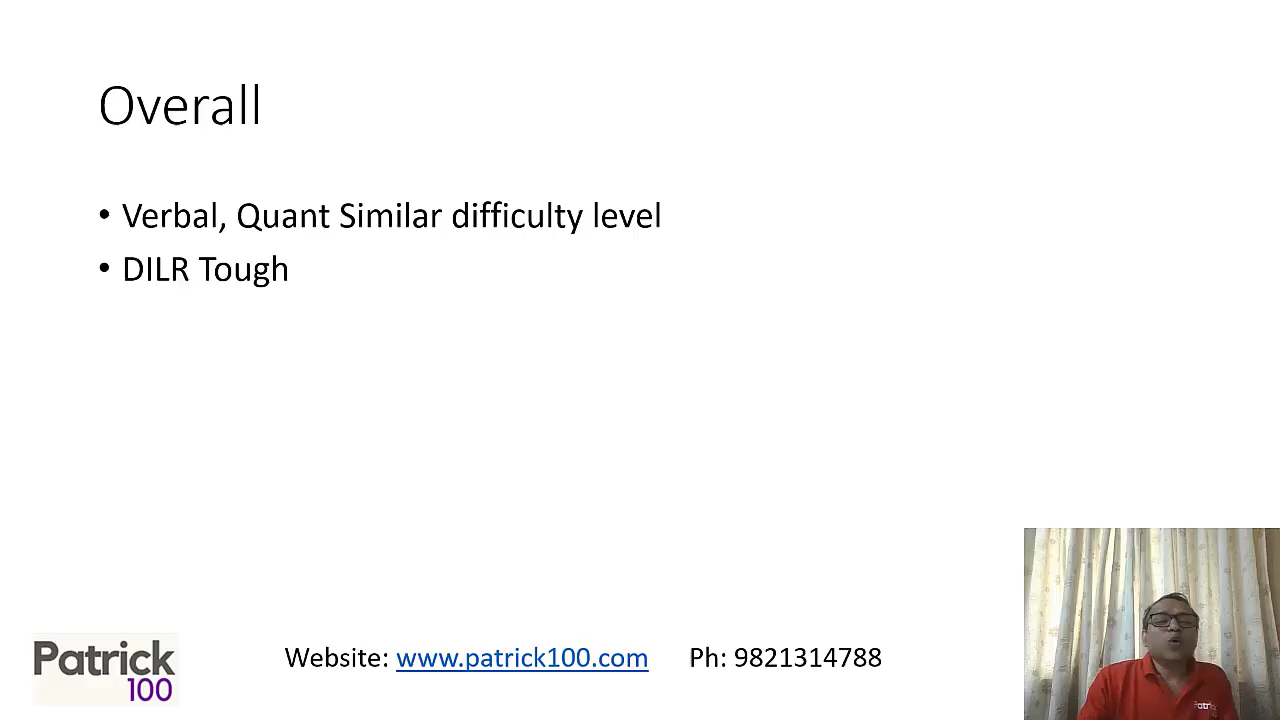 Overall
• Verbal, Quant Similar difficulty level
• DILR Tough
Patrick
100
Website: www.patrick100.com Ph: 9821314788